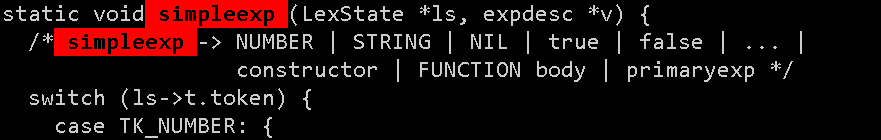 static void simpleexp (LexState *ls, expdesc *v) {
/* simpleexp -> NUMBER | STRING | NIL | true | false | ... |
constructor | FUNCTION body | primaryexp */
switch (ls->t.token) {
case TK_NUMBER: {